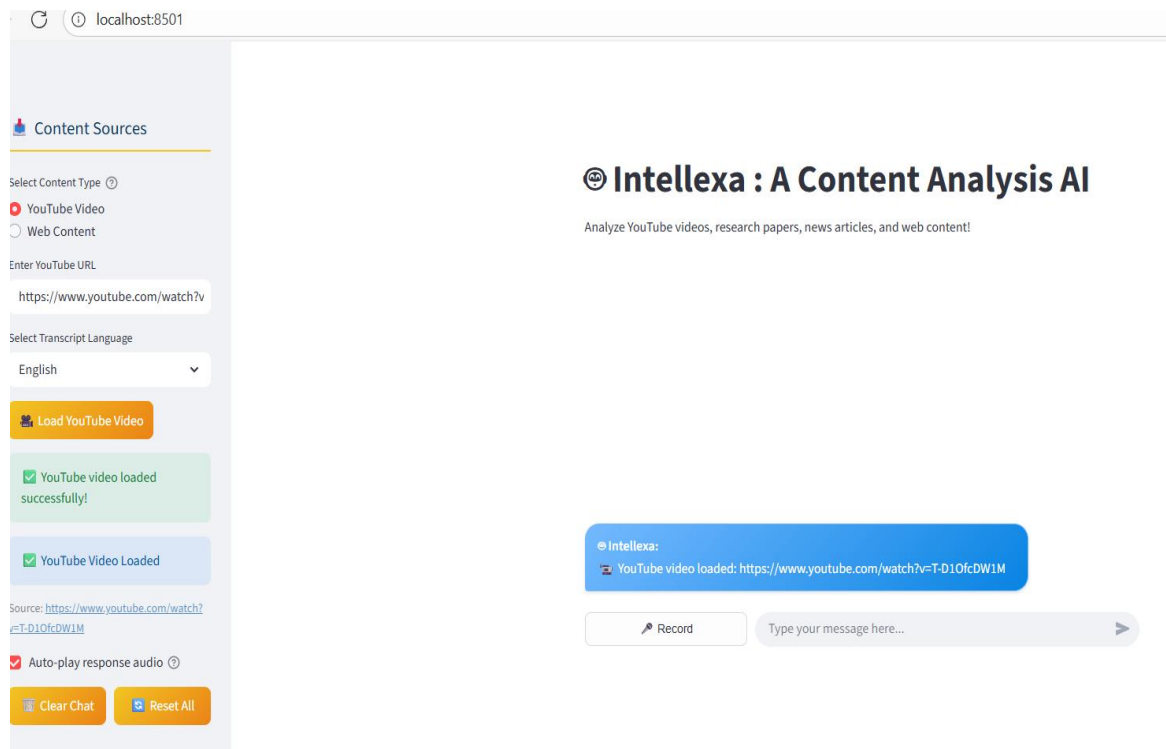 localhost:8501
Content Sources
Select Content Type
YouTube Video
Web Content
Enter YouTube URL
https://www.youtube.com/watch?v
Select Transcript Language
English
Load YouTube Video
YouTube video loaded
successfully!
YouTube Video Loaded
Source: https://www.youtube.com/watch?
v=T-D1OfcDW1M
Auto-play response audio
Clear Chat
Reset All
Intellexa : A Content Analysis AI
Analyze YouTube videos, research papers, news articles, and web content!
Intellexa:
YouTube video loaded: https://www.youtube.com/watch?v=T-D1OfcDW1M
Record
Type your message here...